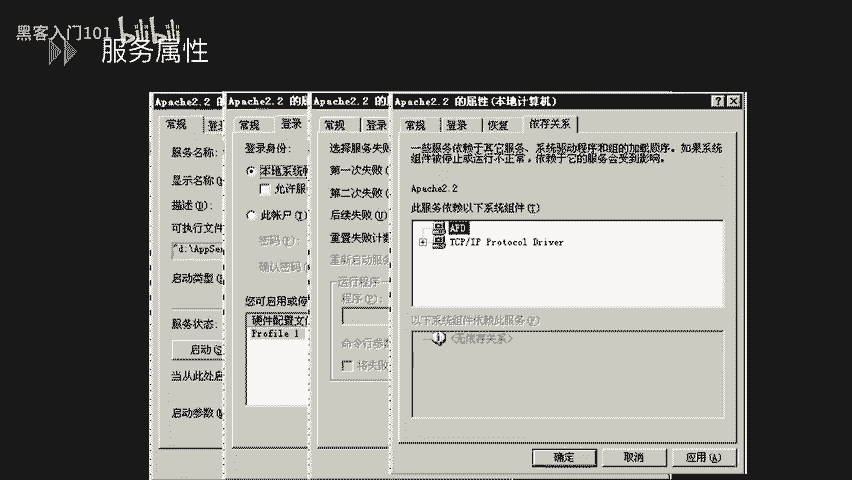 黑客入门101 bilibili
服务属性
Apache2.2 的
常规
服务名称:
显示名称
描述(D):
可执行文件
"d:\AppSer
启动类型
服务状态:
启动(S
当从此处启
启动参数
Apache2.2 的属
常规 登录
登录身份:
本地系统
允许服
此帐户(T)
密码(P):
确认密码
您可启用或停
硬件配置文
Profile 1
Apache2.2 的属
常规 登录
选择服务失败
第一次失败(
第二次失败(
后续失败(U)
重置失败计数
重新启动服务
运行程序
程序(P):
命令行参数
将失败
Apache2.2 的属性(本地计算机)
常规 登录 恢复 依存关系
一些服务依赖于其它服务、系统驱动程序和组的加载顺序。如果系统
组件被停止或运行不正常,依赖于它的服务会受到影响。
Apache2.2
此服务依赖以下系统组件(T)
AFD
TCP/IP Protocol Driver
以下系统组件依赖此服务(F)
<无依存关系>
确定 取消 应用(A)